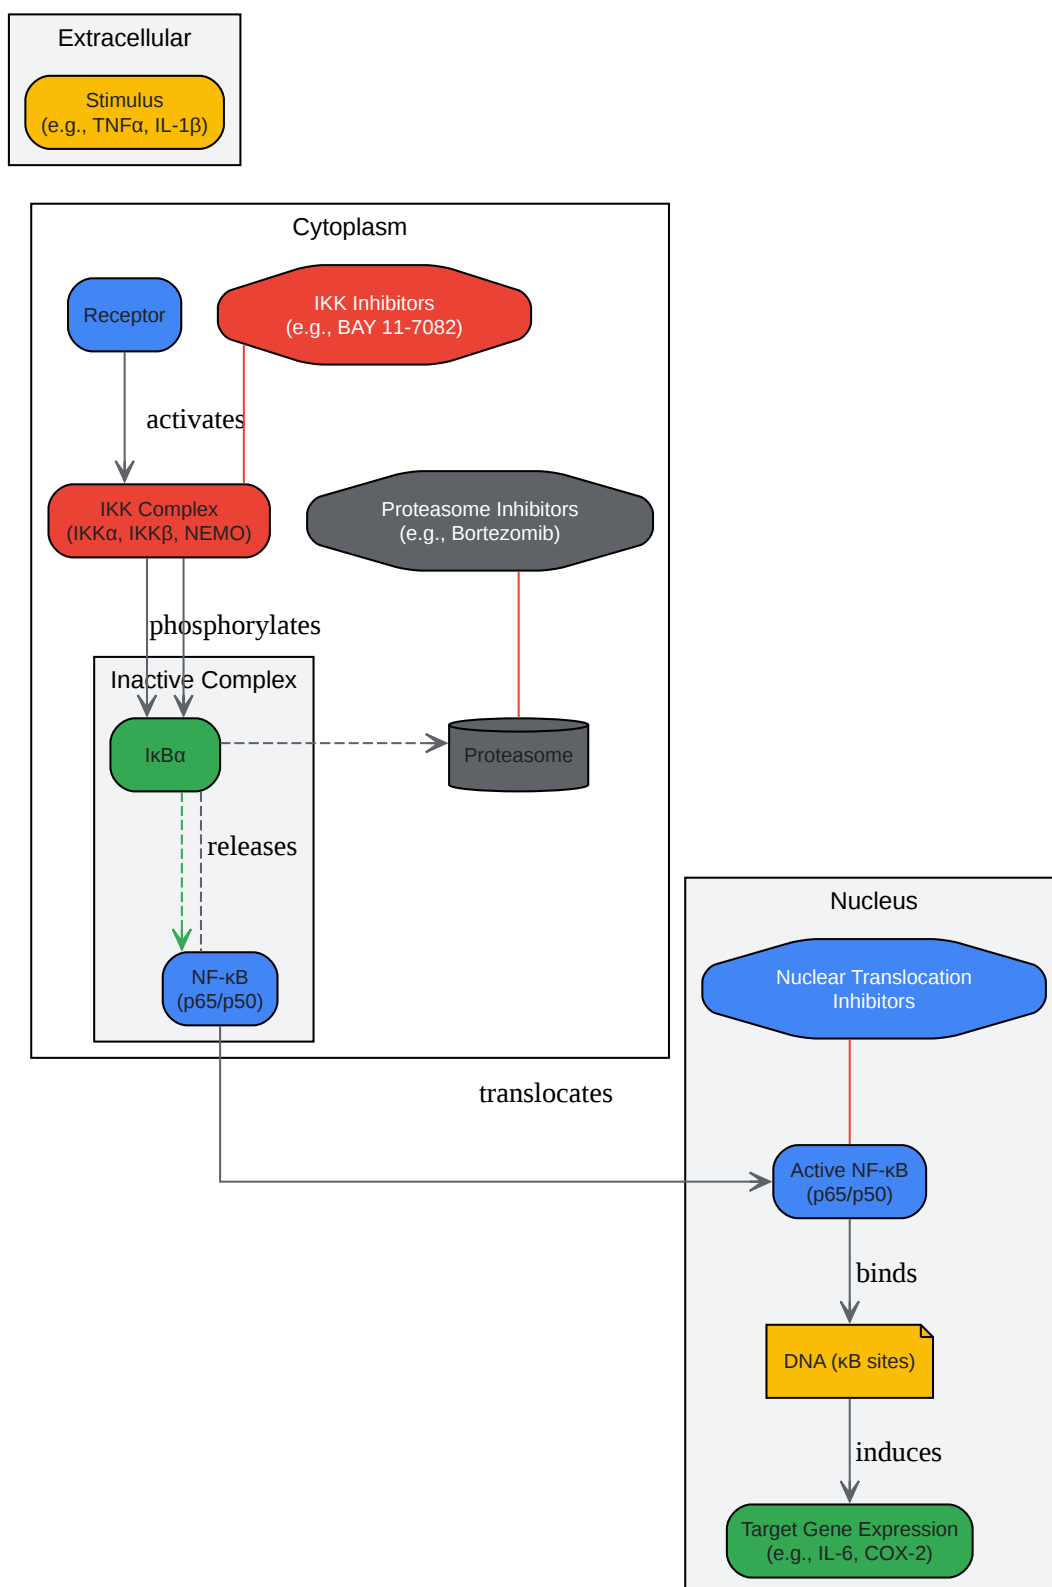 Extracellular
Stimulus
(e.g., TNFα, IL-1β)
Cytoplasm
Receptor
IKK Inhibitors
(e.g., BAY 11-7082)
activates
IKK Complex
(IKKα, IKKβ, NEMO)
Proteasome Inhibitors
(e.g., Bortezomib)
phosphorylates
Inactive Complex
IκBα
Proteasome
releases
NF-κB
(p65/p50)
Nucleus
Nuclear Translocation
Inhibitors
translocates
Active NF-κB
(p65/p50)
binds
DNA (κB sites)
induces
Target Gene Expression
(e.g., IL-6, COX-2)